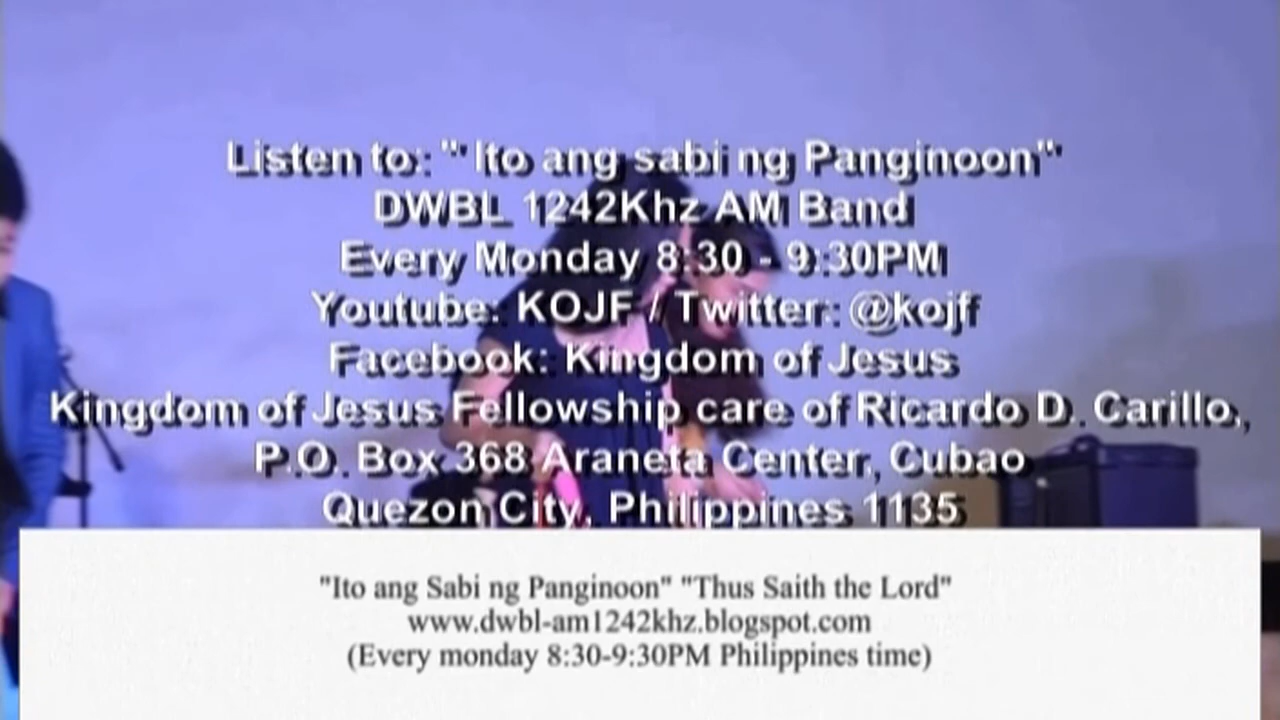 Listen to: "Ito ang sabi ng Panginoon"
DWBL 1242Khz AM Band
Every Monday 8:30 - 9:30PM
Youtube: KOJF / Twitter: @kojff
Facebook: Kingdom of Jesus
Kingdom of Jesus Fellowship care of Ricardo D. Carillo,
P.O. Box 368 Araneta Center, Cubao
Quezon City, Philippines 1135
"Ito ang Sabi ng Panginoon" "Thus Saith the Lord"
www.dwbl-am1242khz.blogspot.com
(Every monday 8:30-9:30PM Philippines time)